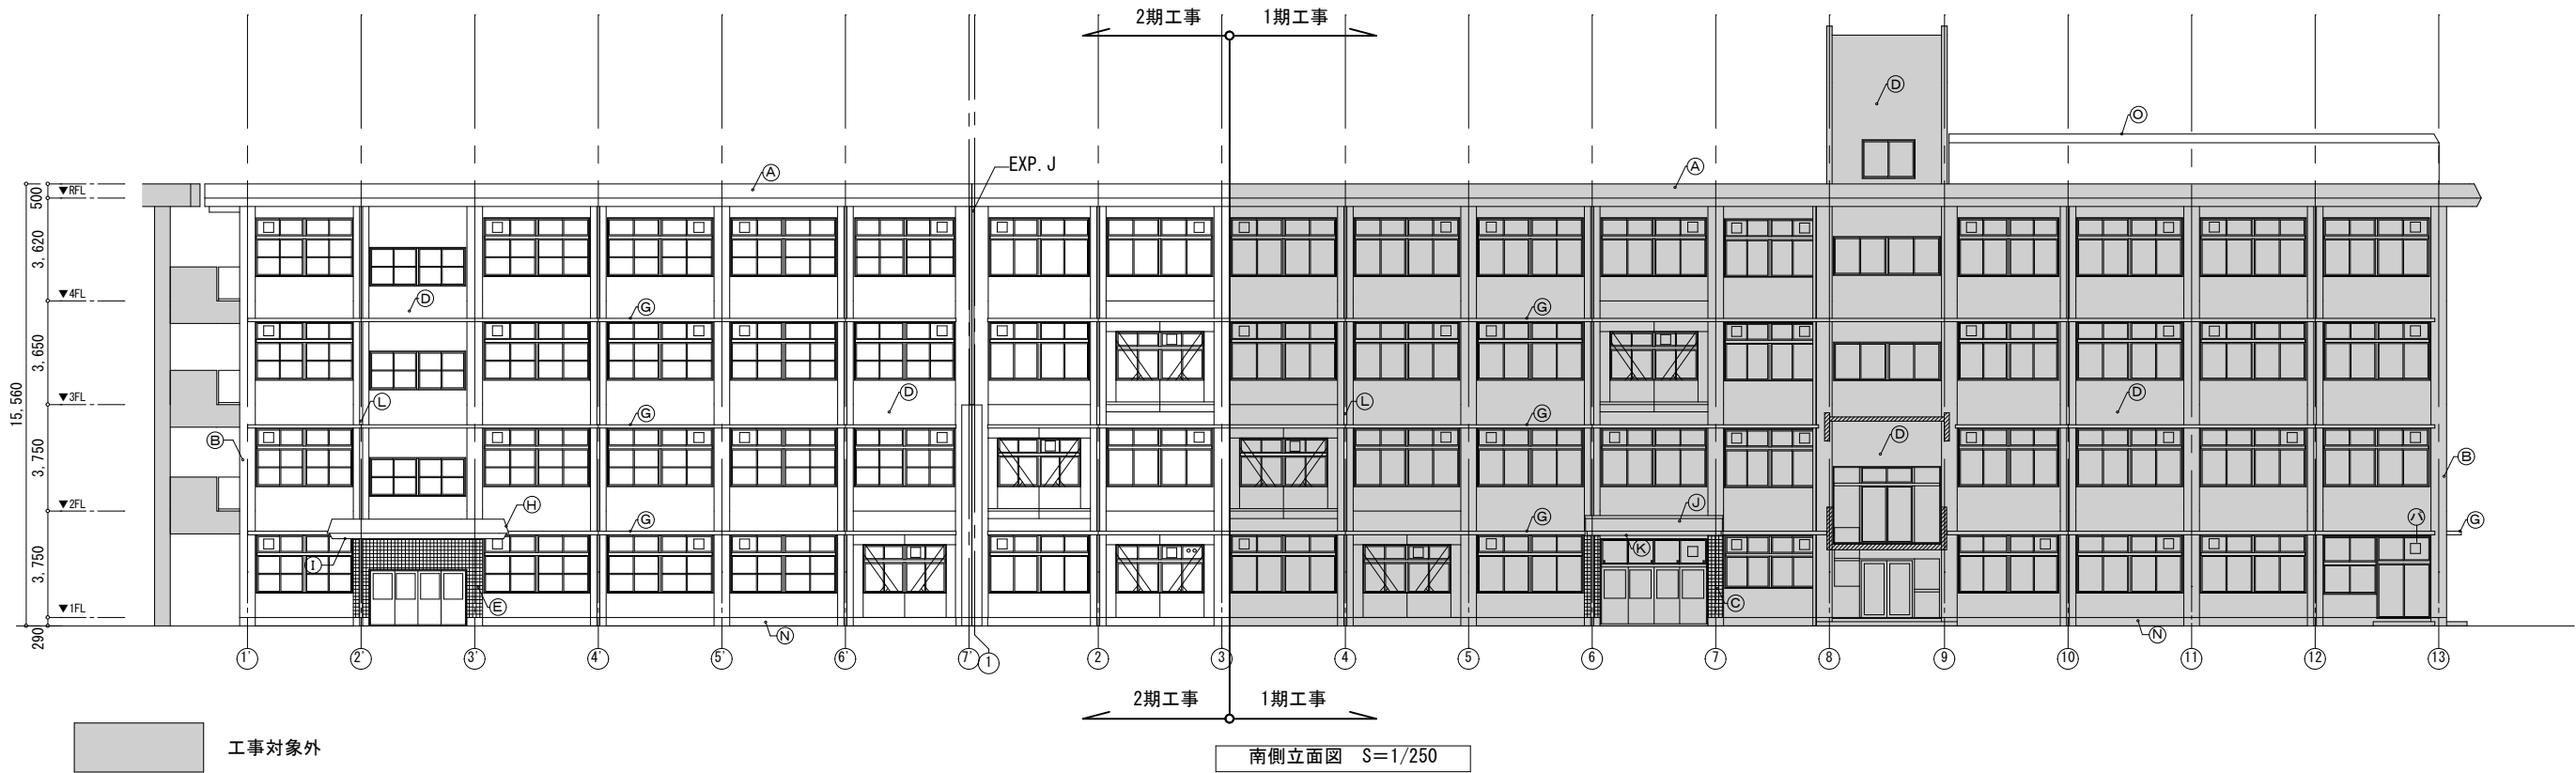 2期工事 1期工事
D
O
EXP. J
A A
▼RFL
500
3,620
▼4FL
D G G
3,650
15,560
▼3FL
L D L D
G G
B D B
3,750
▼2FL
H J G G G ハ
K
3,750
I E C
▼1FL
290
N N
1' 2' 3' 4' 5' 6' 7' 1 2 3 4 5 6 7 8 9 10 11 12 13
2期工事 1期工事
工事対象外
南側立面図 S=1/250